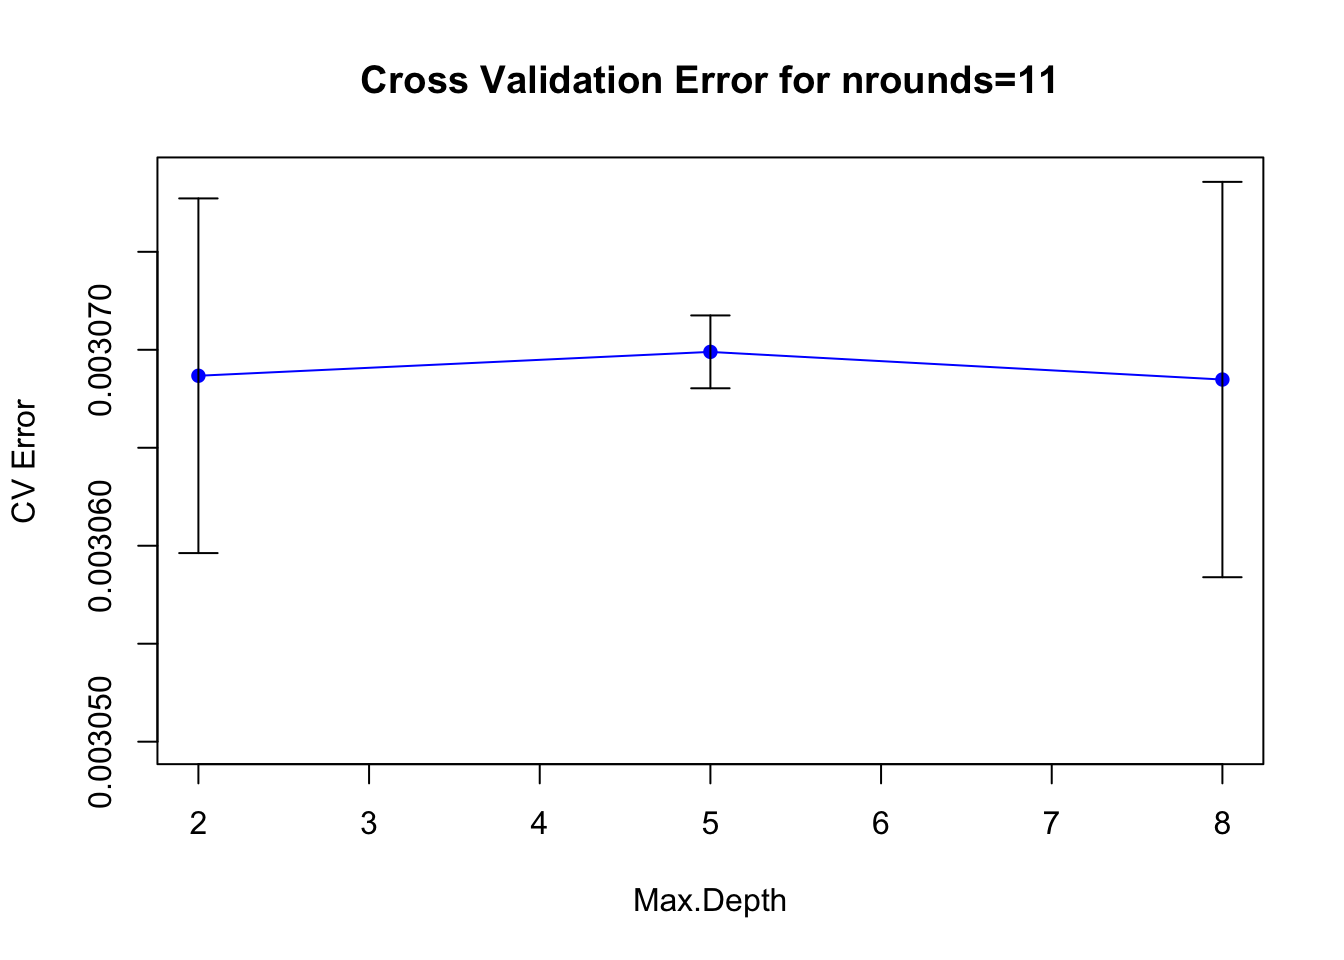 Cross Validation Error for nrounds=11
CV Error
0.003070
0.003060
0.003050
2 3 4 5 6 7 8
Max.Depth